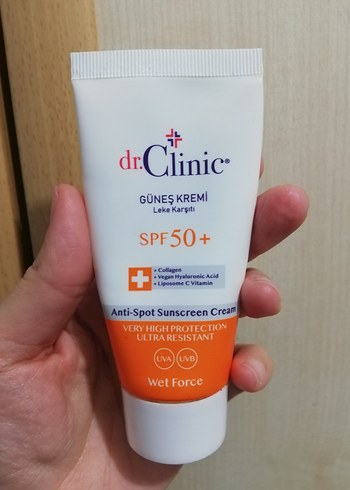 dr.Clinic®
GÜNEŞ KREMİ
Leke Karşıtı
SPF50+
+ Collagen
+ Vegan Hyaluronic Acid
+ Liposome C Vitamin
Anti-Spot Sunscreen Cream
VERY HIGH PROTECTION
ULTRA RESISTANT
UVA UVB
Wet Force